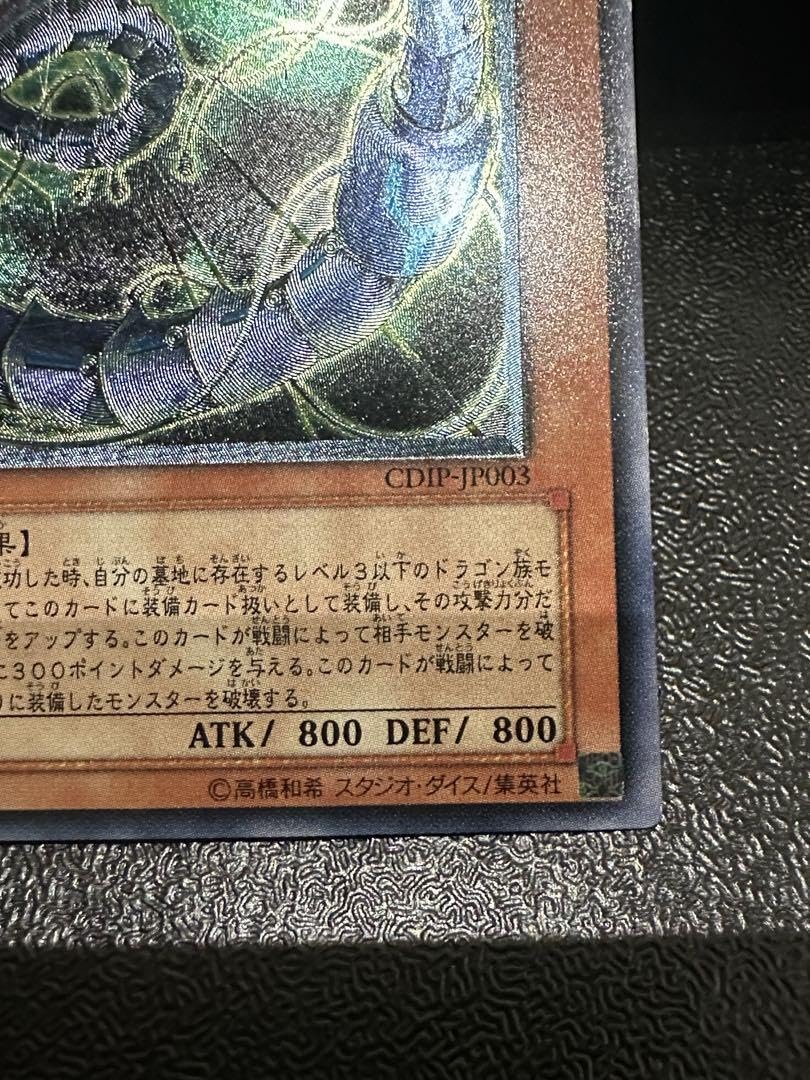 CDIP-JP003
果】
功した時、自分の墓地に存在するレベル3以下のドラゴン族モ
てこのカードに装備カード扱いとして装備し、その攻撃力分だ
をアップする。このカードが戦闘によって相手モンスターを破
に300ポイントダメージを与える。このカードが戦闘によって
りに装備したモンスターを破壊する。
ATK/ 800 DEF/ 800
©高橋和希 スタジオ・ダイス/集英社